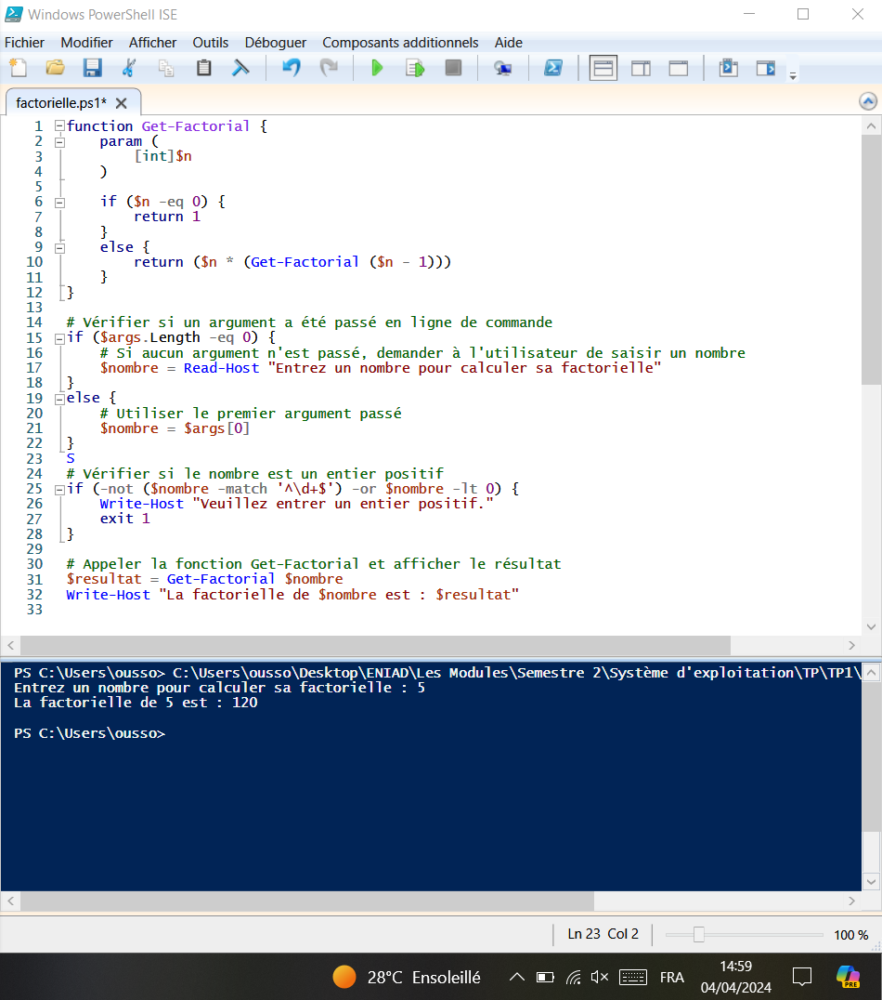 Windows PowerShell ISE
Fichier Modifier Afficher Outils Déboguer Composants additionnels Aide
factorielle.ps1*
1 function Get-Factorial {
2     param (
3         [int]$n
4     )
5
6     if ($n -eq 0) {
7         return 1
8     }
9     else {
10         return ($n * (Get-Factorial ($n - 1)))
11     }
12 }
13
14 # Vérifier si un argument a été passé en ligne de commande
15 if ($args.Length -eq 0) {
16     # Si aucun argument n'est passé, demander à l'utilisateur de saisir un nombre
17     $nombre = Read-Host "Entrez un nombre pour calculer sa factorielle"
18 }
19 else {
20     # Utiliser le premier argument passé
21     $nombre = $args[0]
22 }
23 S
24 # Vérifier si le nombre est un entier positif
25 if (-not ($nombre -match '^\d+$') -or $nombre -lt 0) {
26     Write-Host "Veuillez entrer un entier positif."
27     exit 1
28 }
29
30 # Appeler la fonction Get-Factorial et afficher le résultat
31 $resultat = Get-Factorial $nombre
32 Write-Host "La factorielle de $nombre est : $resultat"
33
PS C:\Users\ousso> C:\Users\ousso\Desktop\ENIAD\Les Modules\Semestre 2\Système d'exploitation\TP\TP1\
Entrez un nombre pour calculer sa factorielle : 5
La factorielle de 5 est : 120
PS C:\Users\ousso>
Ln 23 Col 2 100 %
28°C Ensoleillé FRA 14:59
04/04/2024
PRE